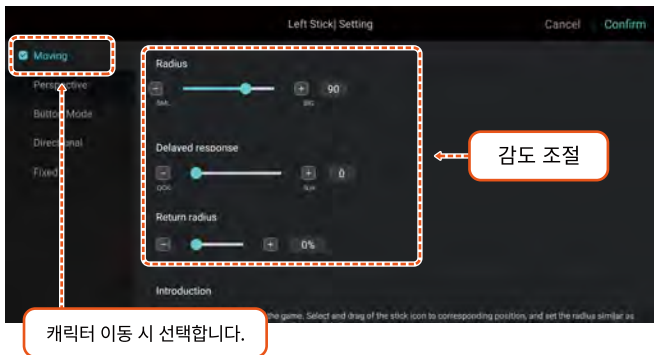 Left Stick| Setting
Cancel
Confirm
Moving
Perspective
Button Mode
Directional
Fixed
Radius
90
SML
BIG
Delayed response
0
Return radius
0%
Introduction
the game. Select and drag of the stick icon to corresponding position, and set the radius similar as
감도 조절
캐릭터 이동 시 선택합니다.